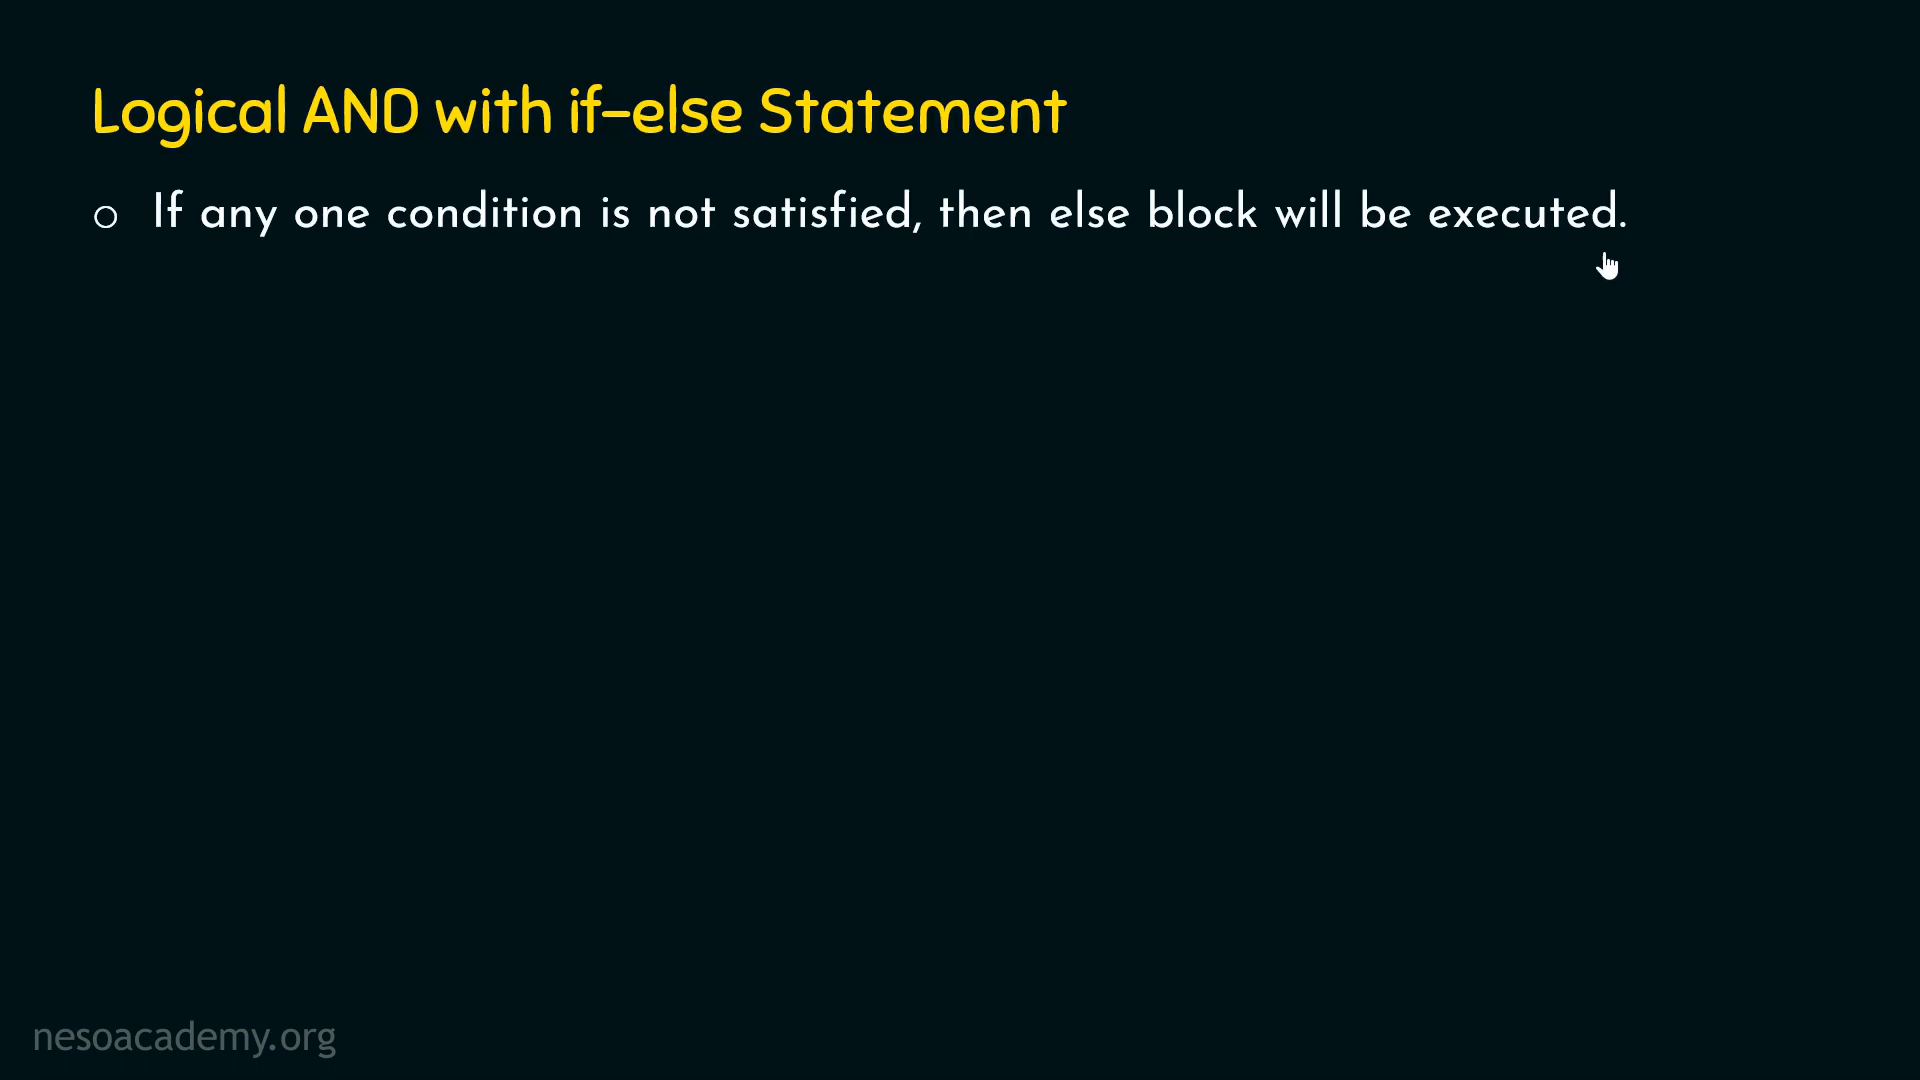 Logical AND with if-else Statement
○ If any one condition is not satisfied, then else block will be executed.
nesoacademy.org